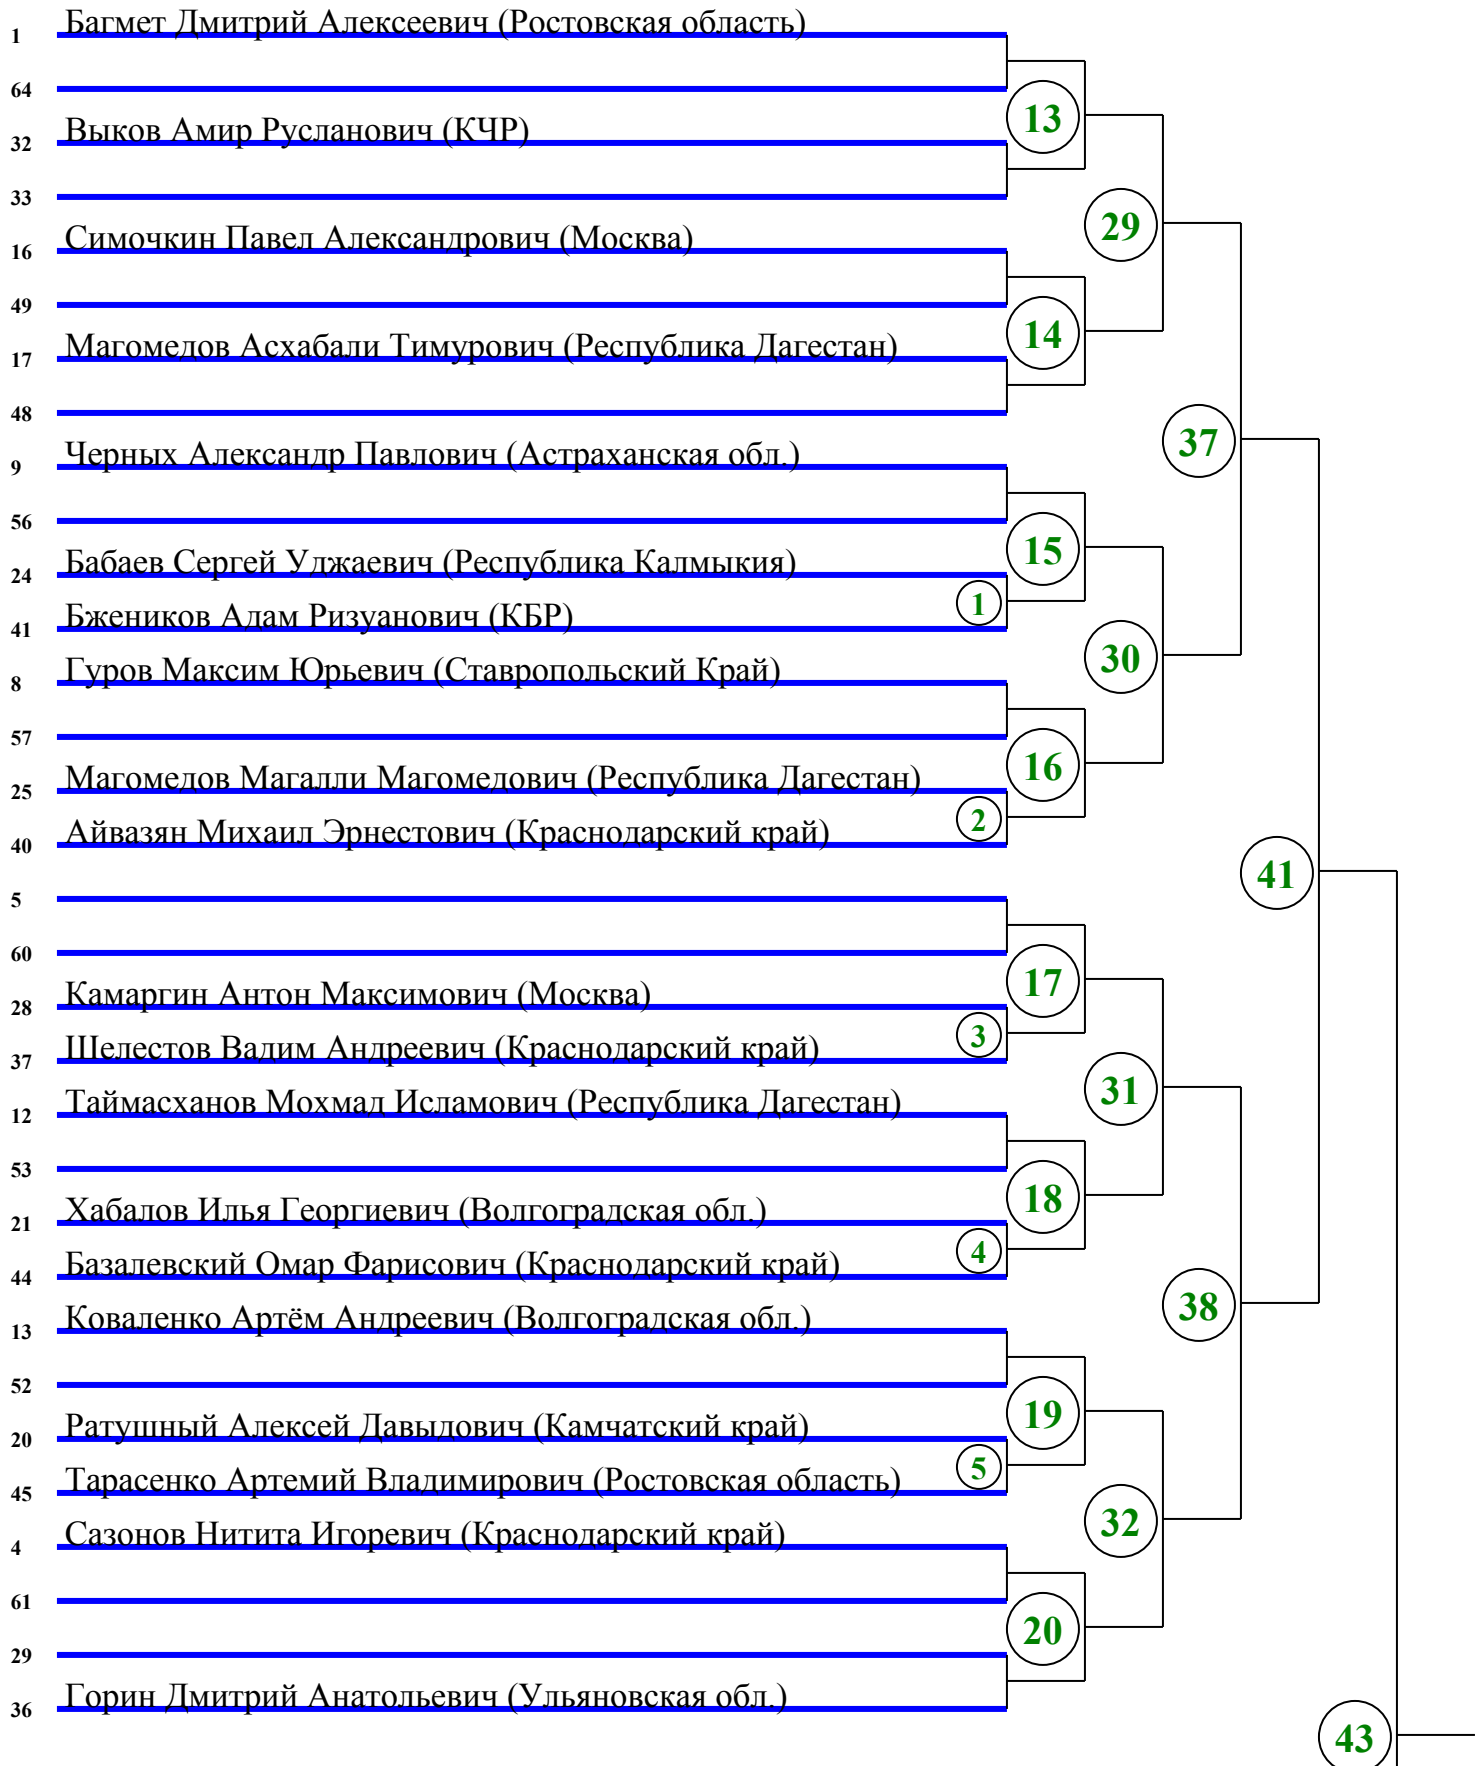 1 Багмет Дмитрий Алексеевич (Ростовская область)
64
13
32 Выков Амир Русланович (КЧР)
33
29
16 Симочкин Павел Александрович (Москва)
49
14
17 Магомедов Асхабали Тимурович (Республика Дагестан)
48
37
9 Черных Александр Павлович (Астраханская обл.)
56
15
24 Бабаев Сергей Уджаевич (Республика Калмыкия)
1
41 Бжеников Адам Ризуанович (КБР)
30
8 Гуров Максим Юрьевич (Ставропольский Край)
57
16
25 Магомедов Магалли Магомедович (Республика Дагестан)
2
40 Айвазян Михаил Эрнестович (Краснодарский край)
41
5
60
17
28 Камаргин Антон Максимович (Москва)
3
37 Шелестов Вадим Андреевич (Краснодарский край)
31
12 Таймасханов Мохмад Исламович (Республика Дагестан)
53
18
21 Хабалов Илья Георгиевич (Волгоградская обл.)
4
44 Базалевский Омар Фарисович (Краснодарский край)
38
13 Коваленко Артём Андреевич (Волгоградская обл.)
52
19
20 Ратушный Алексей Давыдович (Камчатский край)
5
45 Тарасенко Артемий Владимирович (Ростовская область)
32
4 Сазонов Нитита Игоревич (Краснодарский край)
61
20
29
36 Горин Дмитрий Анатольевич (Ульяновская обл.)
43